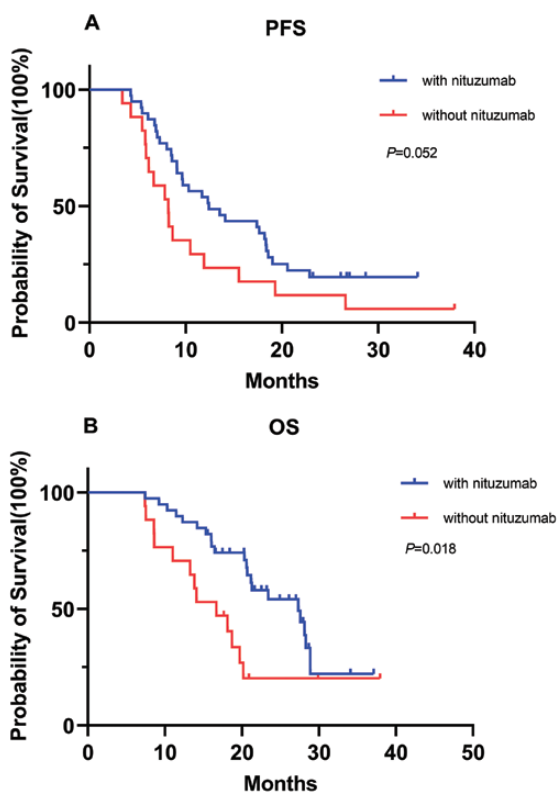 A
PFS
Probability of Survival(100%)
100
50
0
0
10
20
30
40
Months
with nituzumab
without nituzumab
P=0.052
B
OS
Probability of Survival(100%)
100
50
0
0
10
20
30
40
50
Months
with nituzumab
without nituzumab
P=0.018